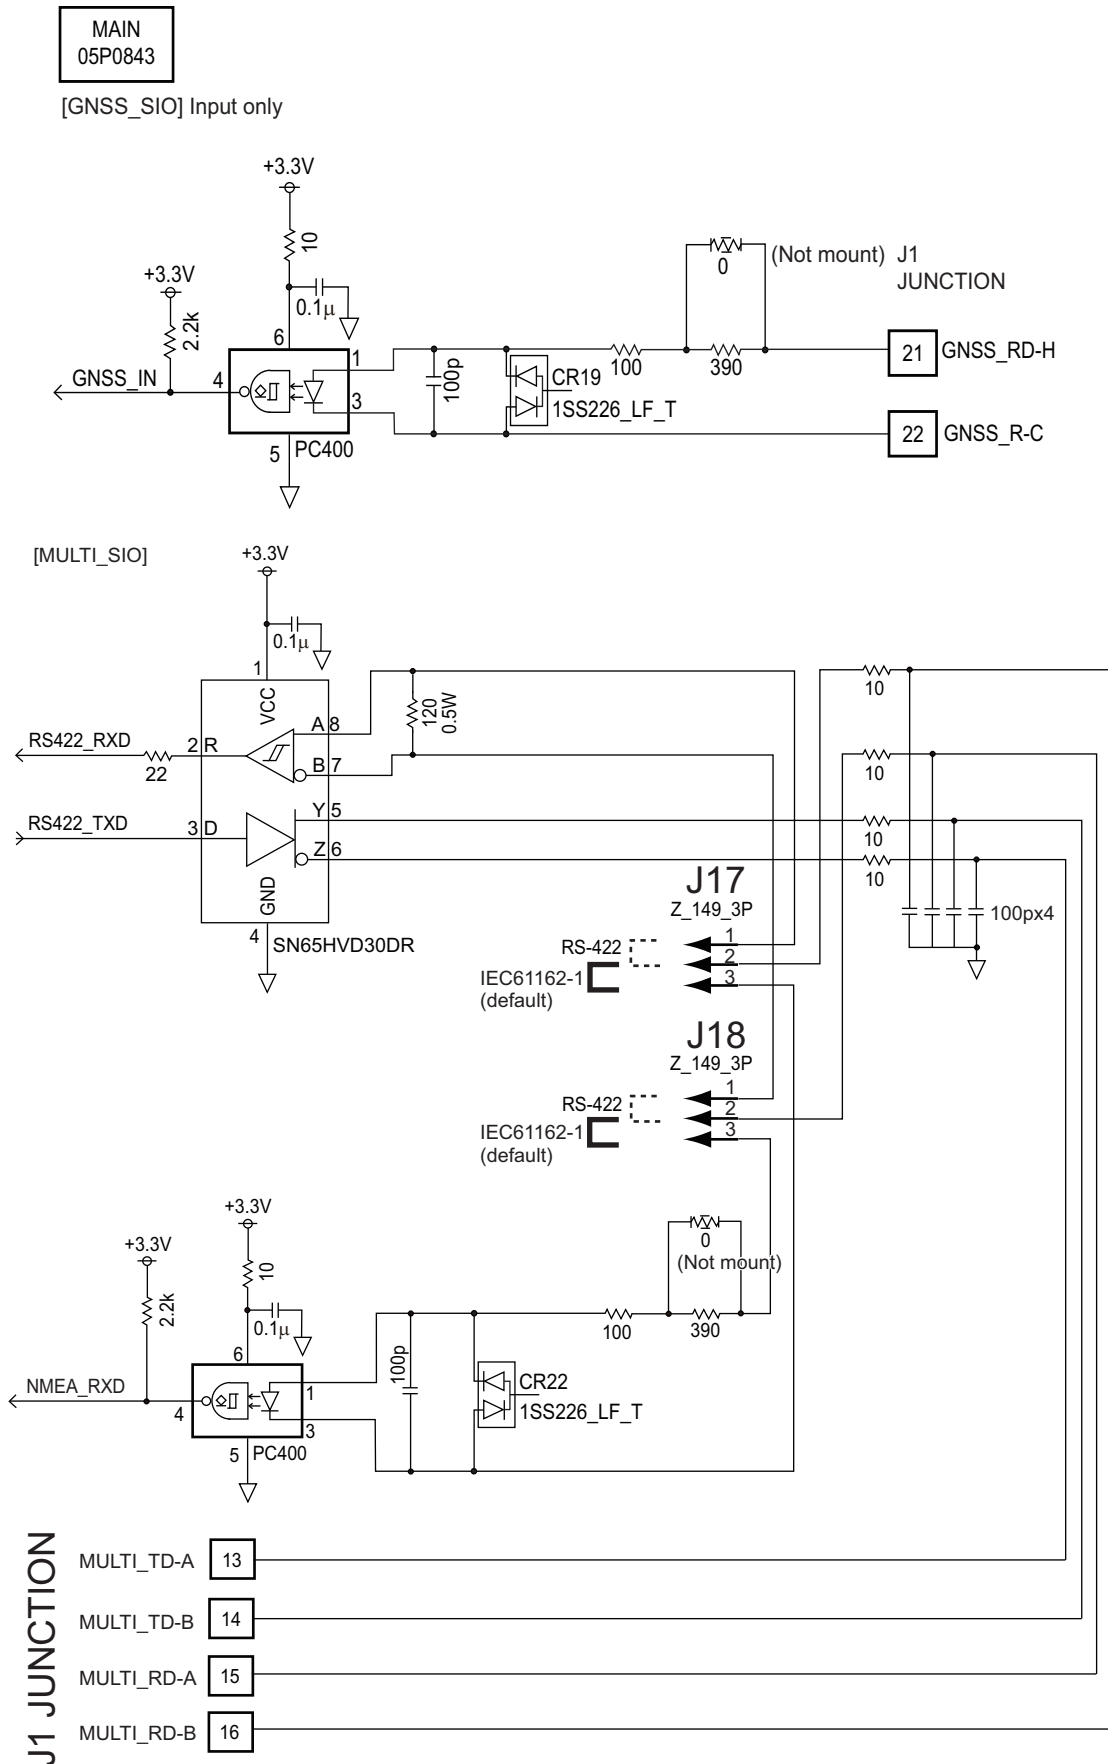 MAIN
05P0843
[GNSS_SIO] Input only
+3.3V
10
+3.3V
0.1μ
2.2k
(Not mount)
0
J1
JUNCTION
6
1
GNSS_IN
4
3
5
PC400
100p
CR19
1SS226_LF_T
100
390
21
GNSS_RD-H
22
GNSS_R-C
[MULTI_SIO]
+3.3V
0.1μ
1
VCC
A 8
120
0.5W
10
RS422_RXD
22
2 R
B 7
10
RS422_TXD
3 D
Y 5
10
Z 6
10
GND
4
SN65HVD30DR
J17
Z_149_3P
100px4
RS-422
1
2
IEC61162-1
(default)
3
J18
Z_149_3P
RS-422
1
2
IEC61162-1
(default)
3
+3.3V
+3.3V
10
2.2k
0.1μ
0
(Not mount)
6
1
NMEA_RXD
4
3
5
PC400
100p
CR22
1SS226_LF_T
100
390
J1 JUNCTION
MULTI_TD-A
13
MULTI_TD-B
14
MULTI_RD-A
15
MULTI_RD-B
16